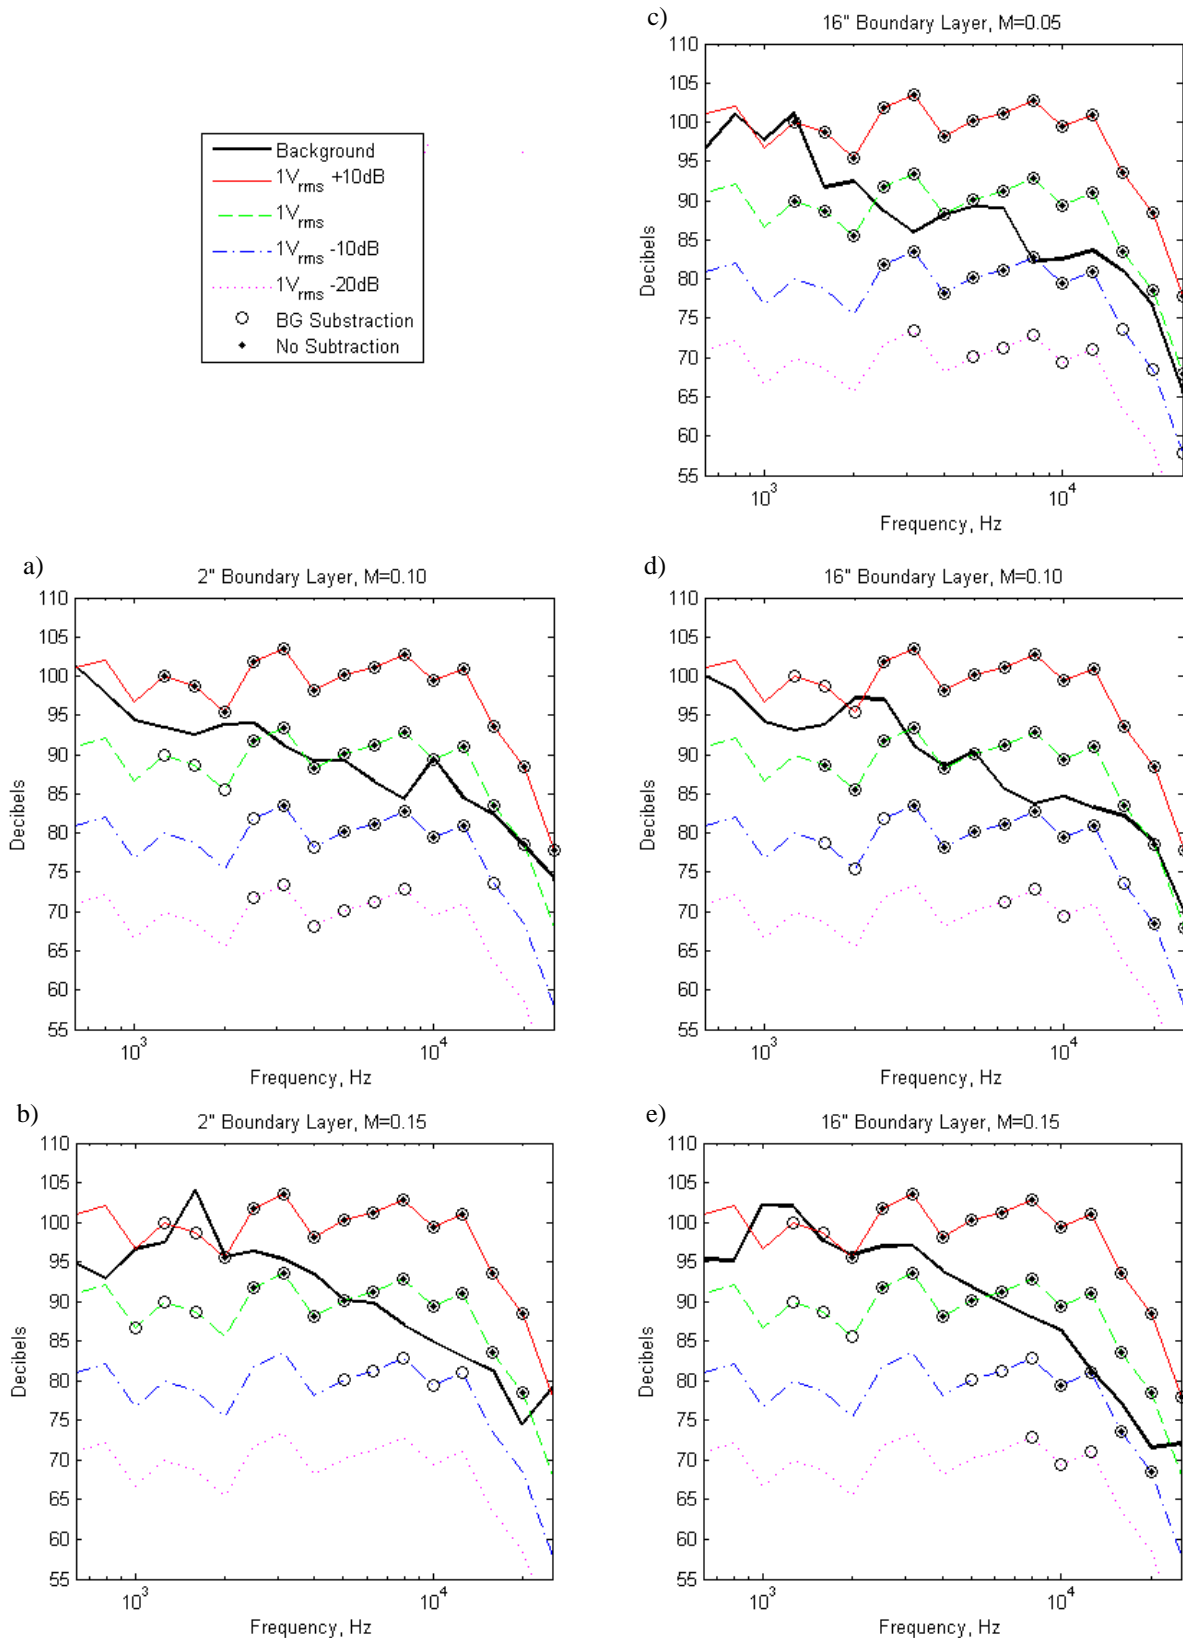 c)
16" Boundary Layer, M=0.05
110
105
100
95
90
85
80
75
70
65
60
55
Decibels
10^3
10^4
Frequency, Hz
Background
1V_rms +10dB
1V_rms
1V_rms -10dB
1V_rms -20dB
BG Substraction
No Subtraction
a)
2" Boundary Layer, M=0.10
110
105
100
95
90
85
80
75
70
65
60
55
Decibels
10^3
10^4
Frequency, Hz
d)
16" Boundary Layer, M=0.10
110
105
100
95
90
85
80
75
70
65
60
55
Decibels
10^3
10^4
Frequency, Hz
b)
2" Boundary Layer, M=0.15
110
105
100
95
90
85
80
75
70
65
60
55
Decibels
10^3
10^4
Frequency, Hz
e)
16" Boundary Layer, M=0.15
110
105
100
95
90
85
80
75
70
65
60
55
Decibels
10^3
10^4
Frequency, Hz